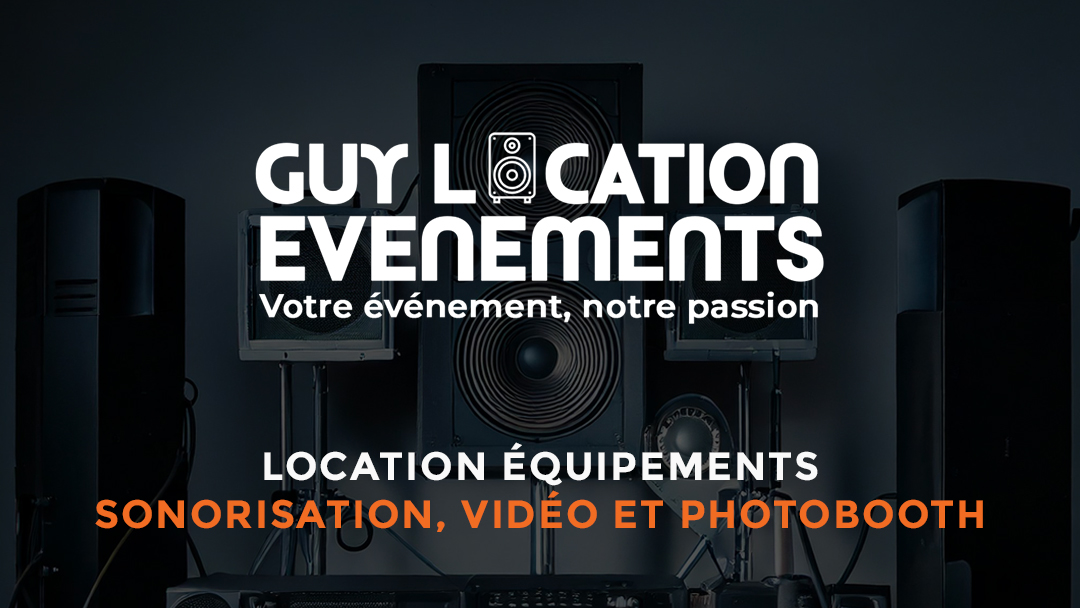 GUY LOCATION
EVENEMENTS
Votre événement, notre passion
LOCATION ÉQUIPEMENTS
SONORISATION, VIDÉO ET PHOTOBOOTH